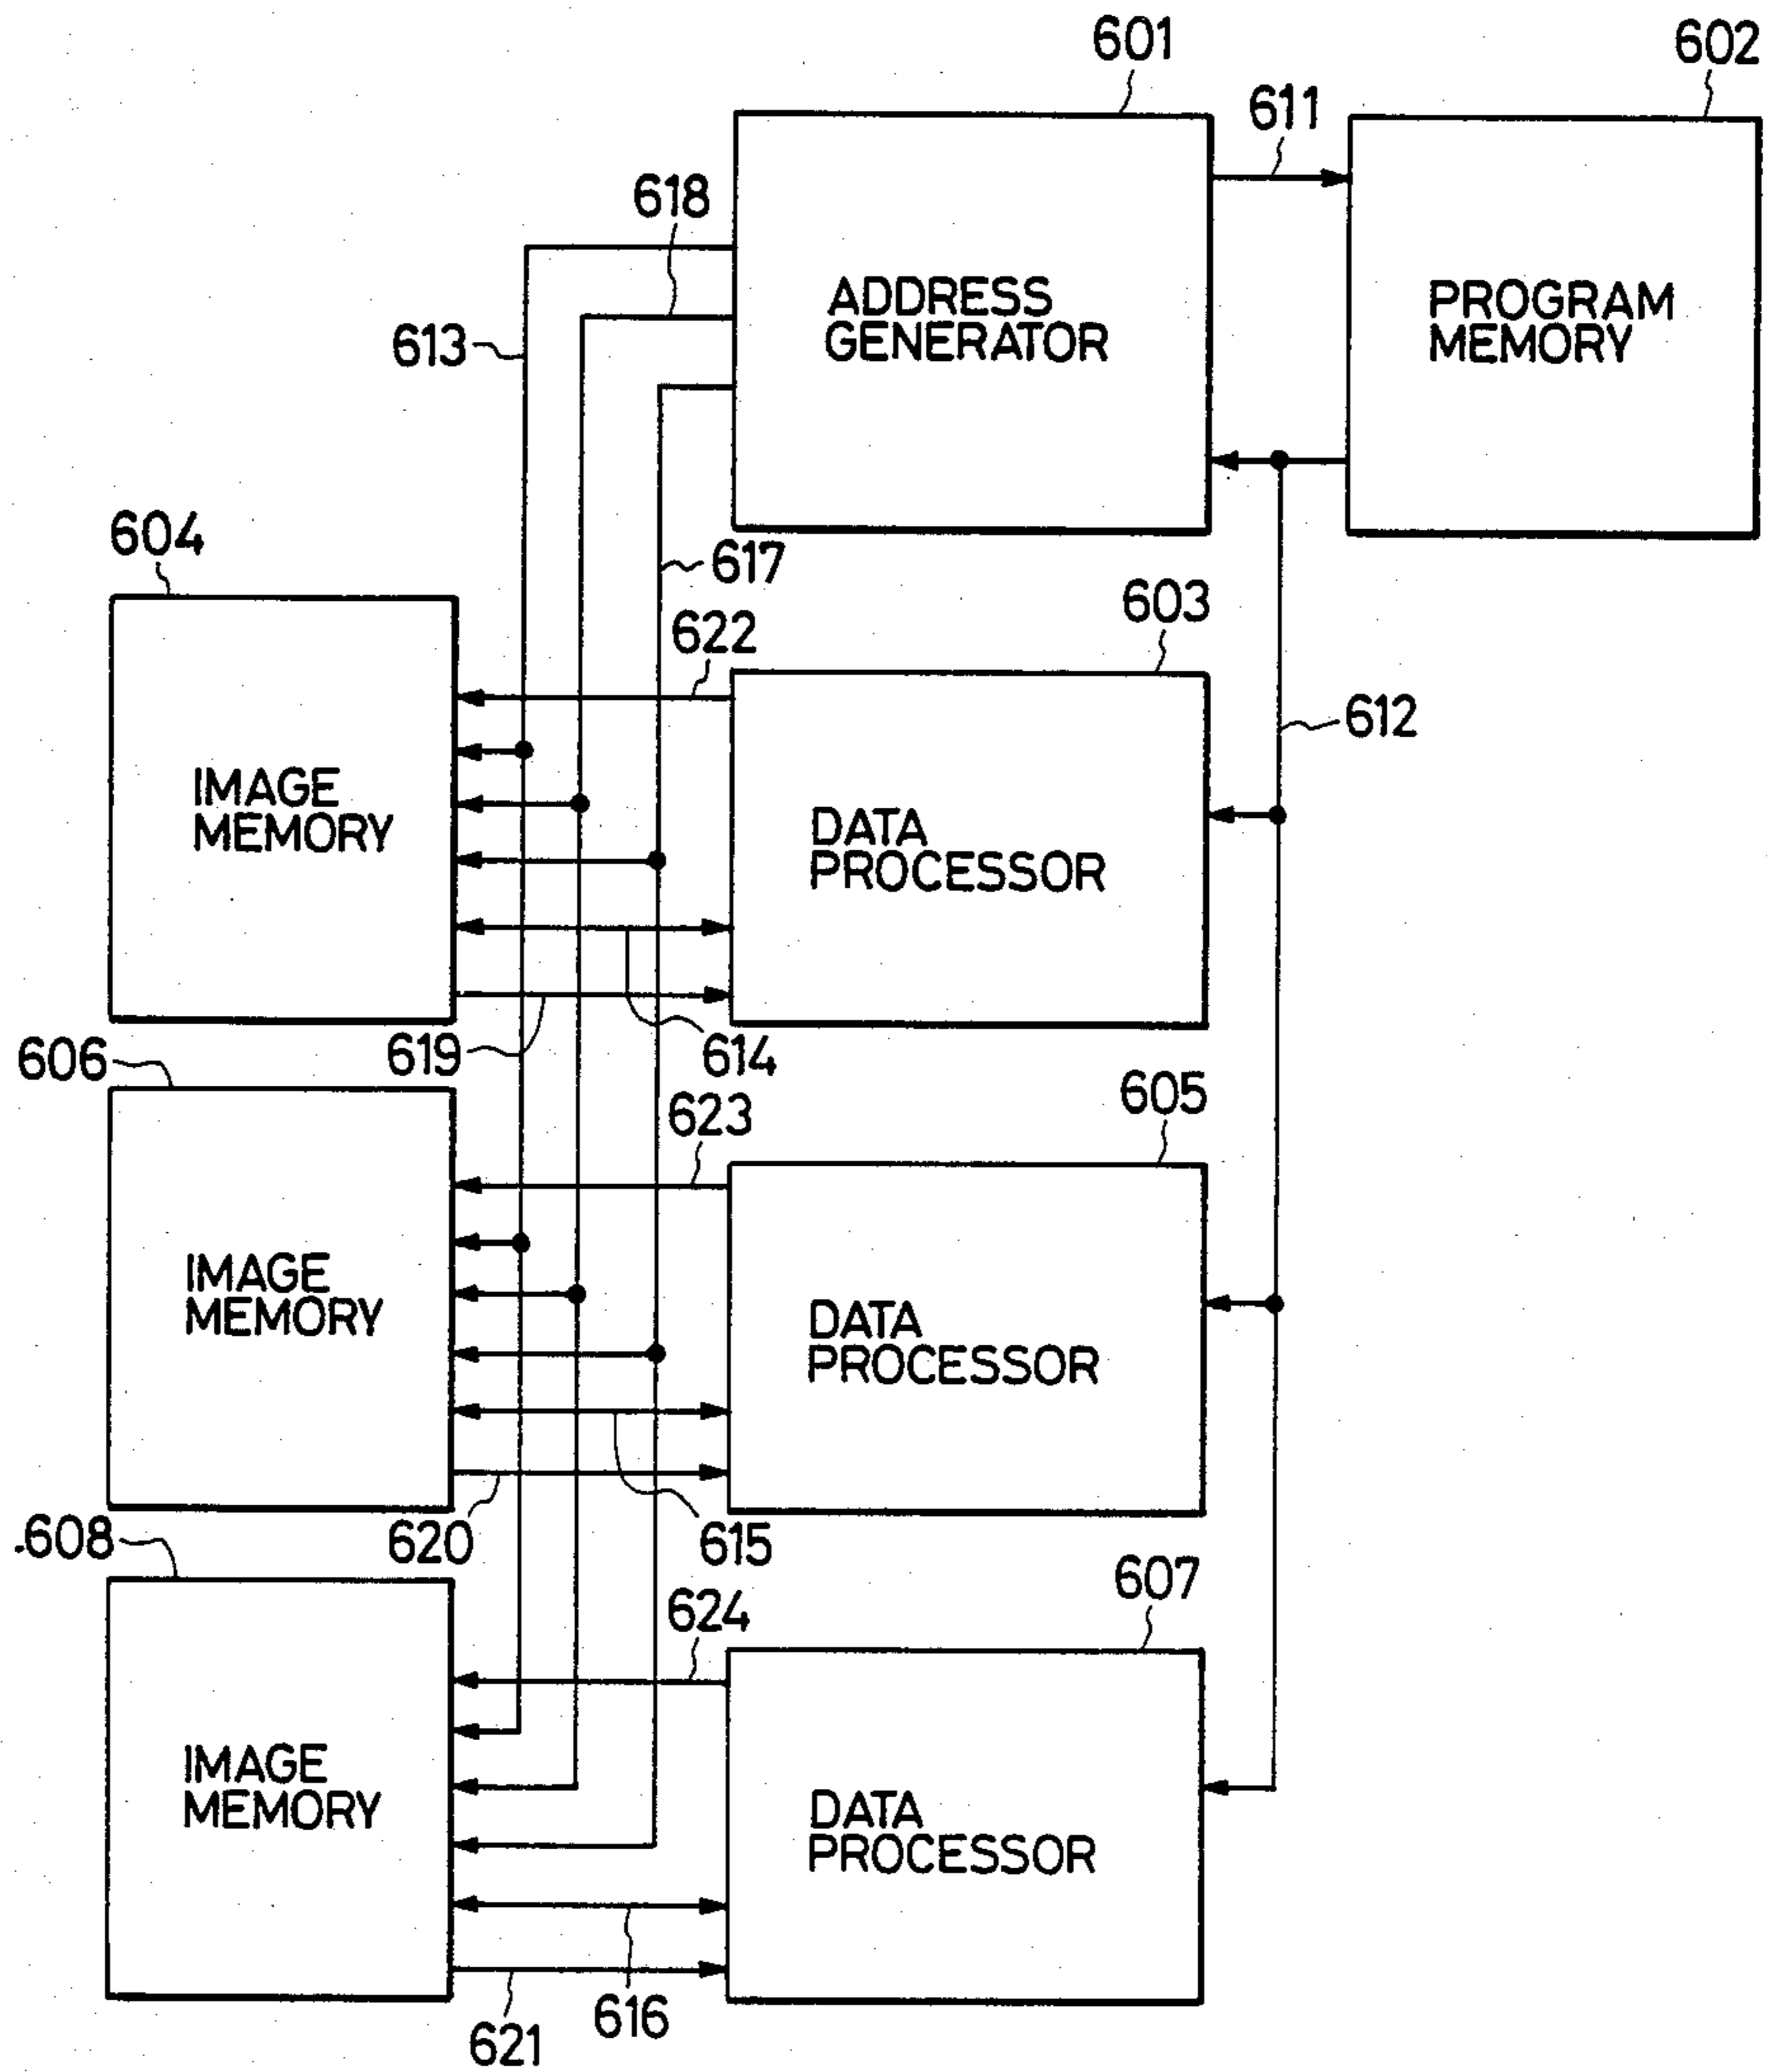 601
602
611
618
ADDRESS
GENERATOR
PROGRAM
MEMORY
613
604
617
603
622
612
IMAGE
MEMORY
DATA
PROCESSOR
619
614
606
605
623
IMAGE
MEMORY
DATA
PROCESSOR
620
615
608
607
624
IMAGE
MEMORY
DATA
PROCESSOR
616
621